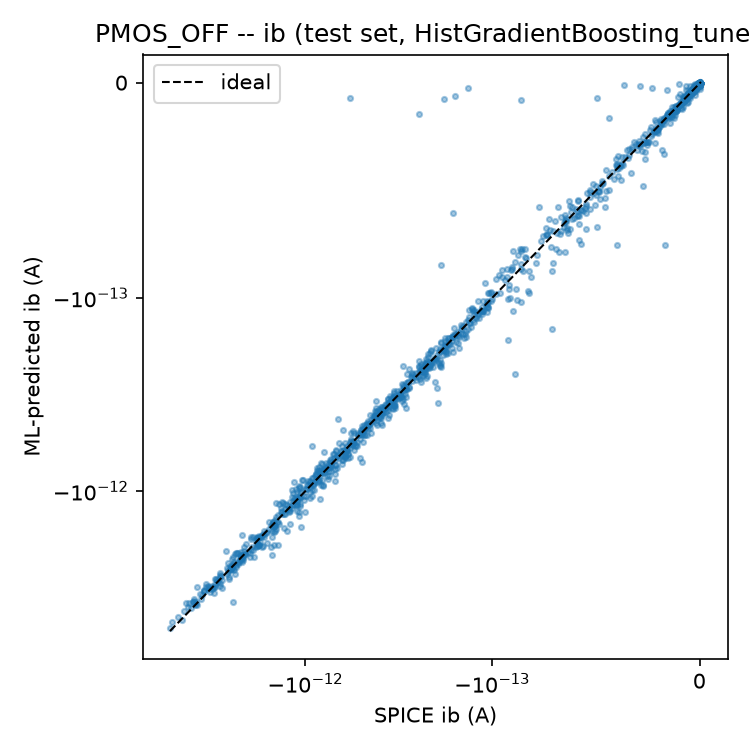 PMOS_OFF -- ib (test set, HistGradientBoosting_tune
ideal
0
−10⁻¹³
−10⁻¹²
ML-predicted ib (A)
−10⁻¹² −10⁻¹³ 0
SPICE ib (A)